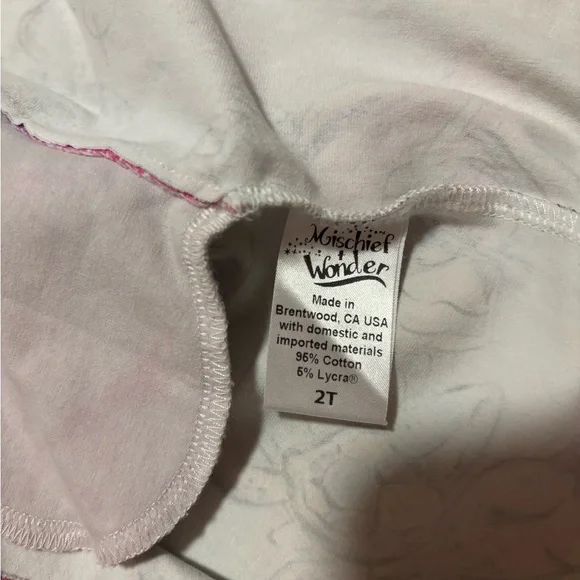 Mischief
+
Wonder
Made in
Brentwood, CA USA
with domestic and
imported materials
95% Cotton
5% Lycra®
2T